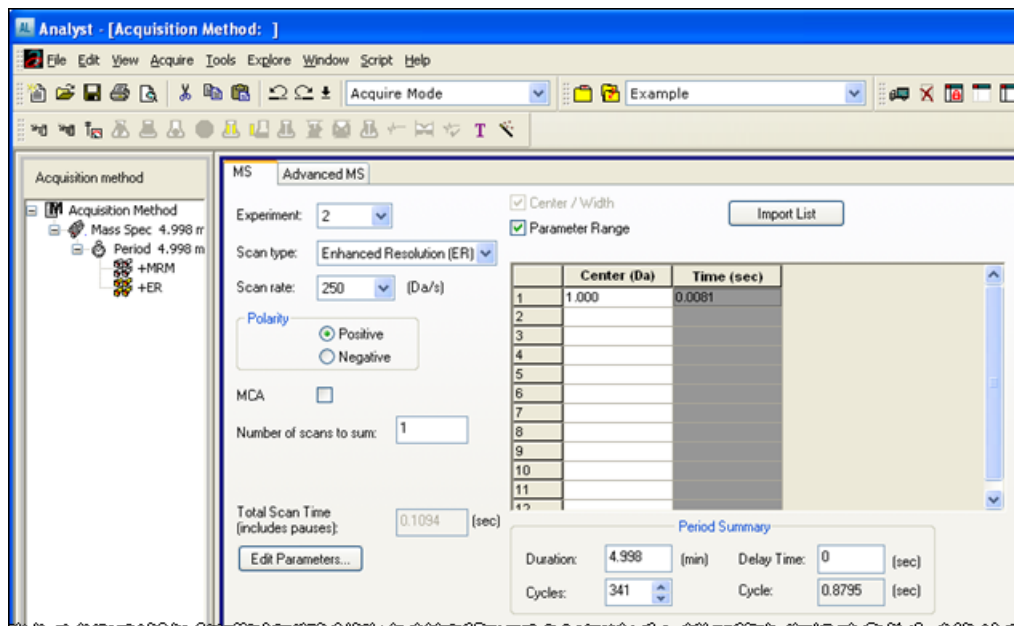 Analyst - [Acquisition Method: ]
File Edit View Acquire Tools Explore Window Script Help
Acquire Mode
Example
Acquisition method
Acquisition Method
Mass Spec 4.998 m
Period 4.998 m
+MRM
+ER
MS
Advanced MS
Experiment: 2
Scan type: Enhanced Resolution (ER)
Scan rate: 250 (Da/s)
Polarity
Positive
Negative
MCA
Number of scans to sum: 1
Total Scan Time
(includes pauses): 0.1094 (sec)
Edit Parameters...
Center / Width
Parameter Range
Import List
Center (Da) Time (sec)
1 1.000 0.0081
2
3
4
5
6
7
8
9
10
11
12
Period Summary
Duration: 4.998 (min) Delay Time: 0 (sec)
Cycles: 341 Cycle: 0.8795 (sec)